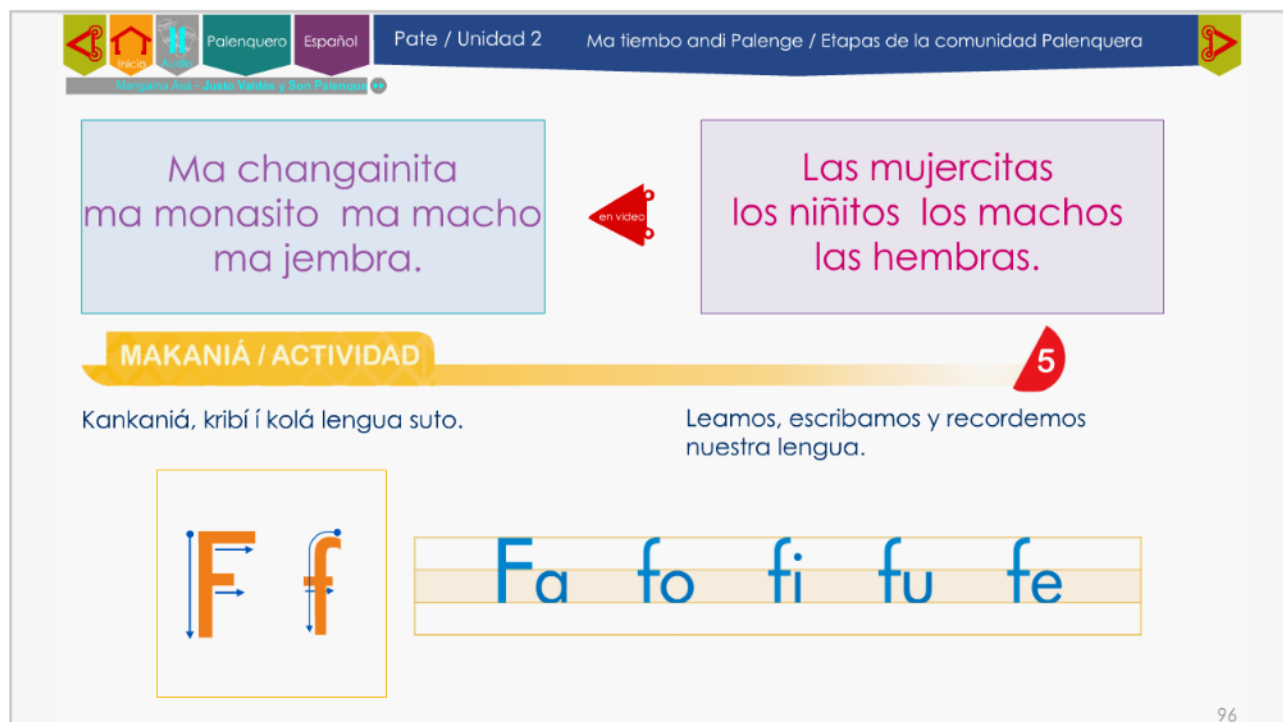 Inicio
Audio
Palenquero
Español
Pate / Unidad 2
Ma tiembo andi Palenge / Etapas de la comunidad Palenquera
Mangaina Asé - Justo Valdés y Son Palenque
Ma changainita
ma monasito ma macho
ma jembra.
en video
Las mujercitas
los niñitos los machos
las hembras.
MAKANIÁ / ACTIVIDAD
5
Kankaniá, kribí í kolá lengua suto.
Leamos, escribamos y recordemos
nuestra lengua.
F f
Fa fo fi fu fe
96